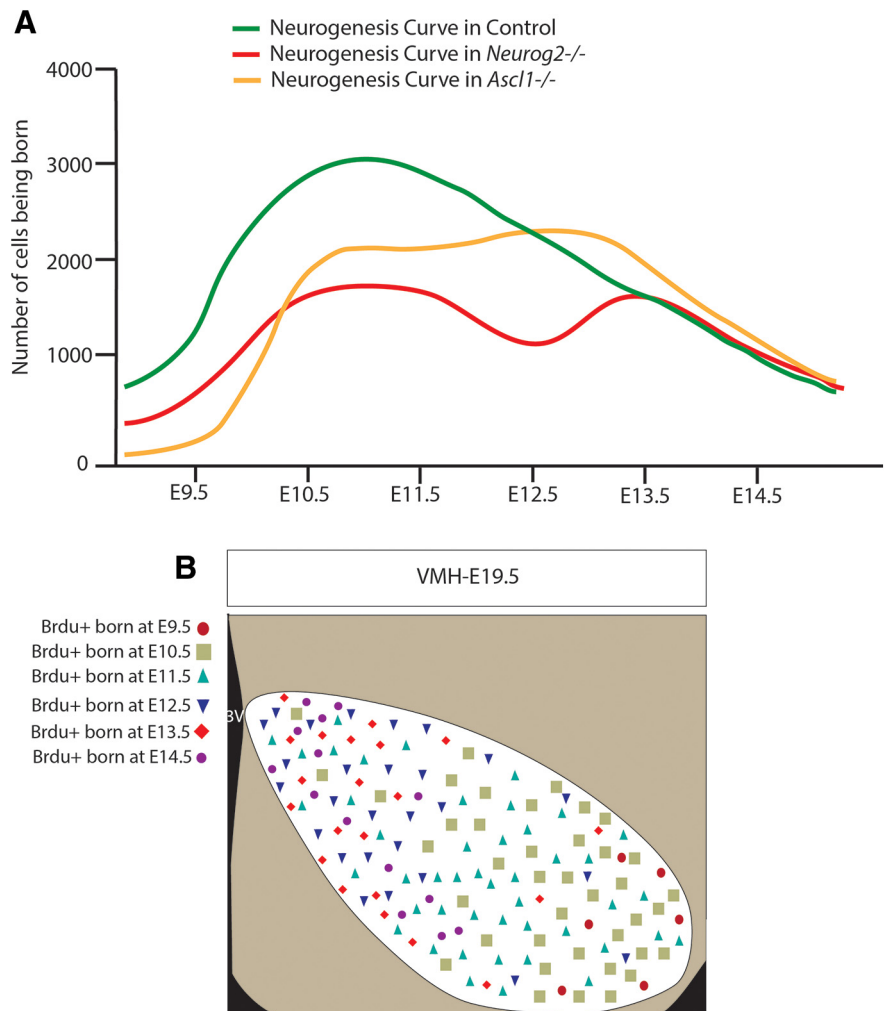 A
Neurogenesis Curve in Control
Neurogenesis Curve in Neurog2-/-
Neurogenesis Curve in Ascl1-/-
Number of cells being born
4000
3000
2000
1000
0
E9.5
E10.5
E11.5
E12.5
E13.5
E14.5
B
VMH-E19.5
Brdu+ born at E9.5
Brdu+ born at E10.5
Brdu+ born at E11.5
Brdu+ born at E12.5
Brdu+ born at E13.5
Brdu+ born at E14.5
3V